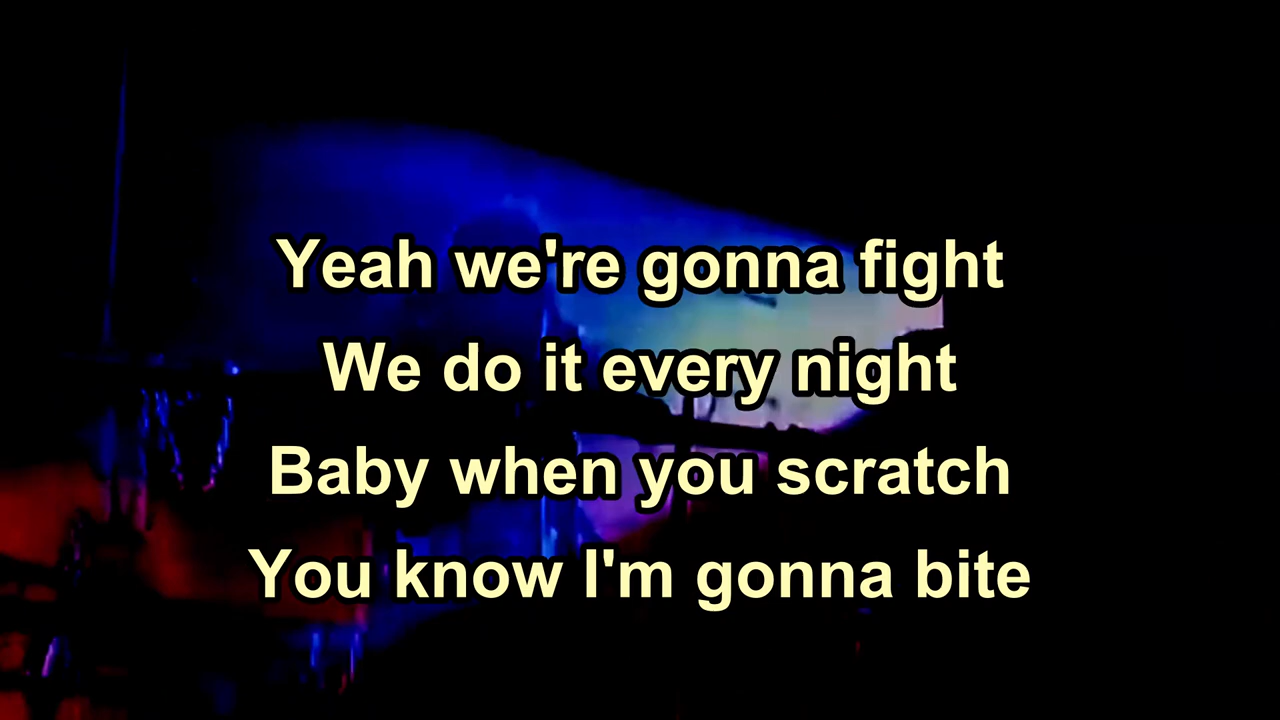 Yeah we're gonna fight
We do it every night
Baby when you scratch
You know I'm gonna bite